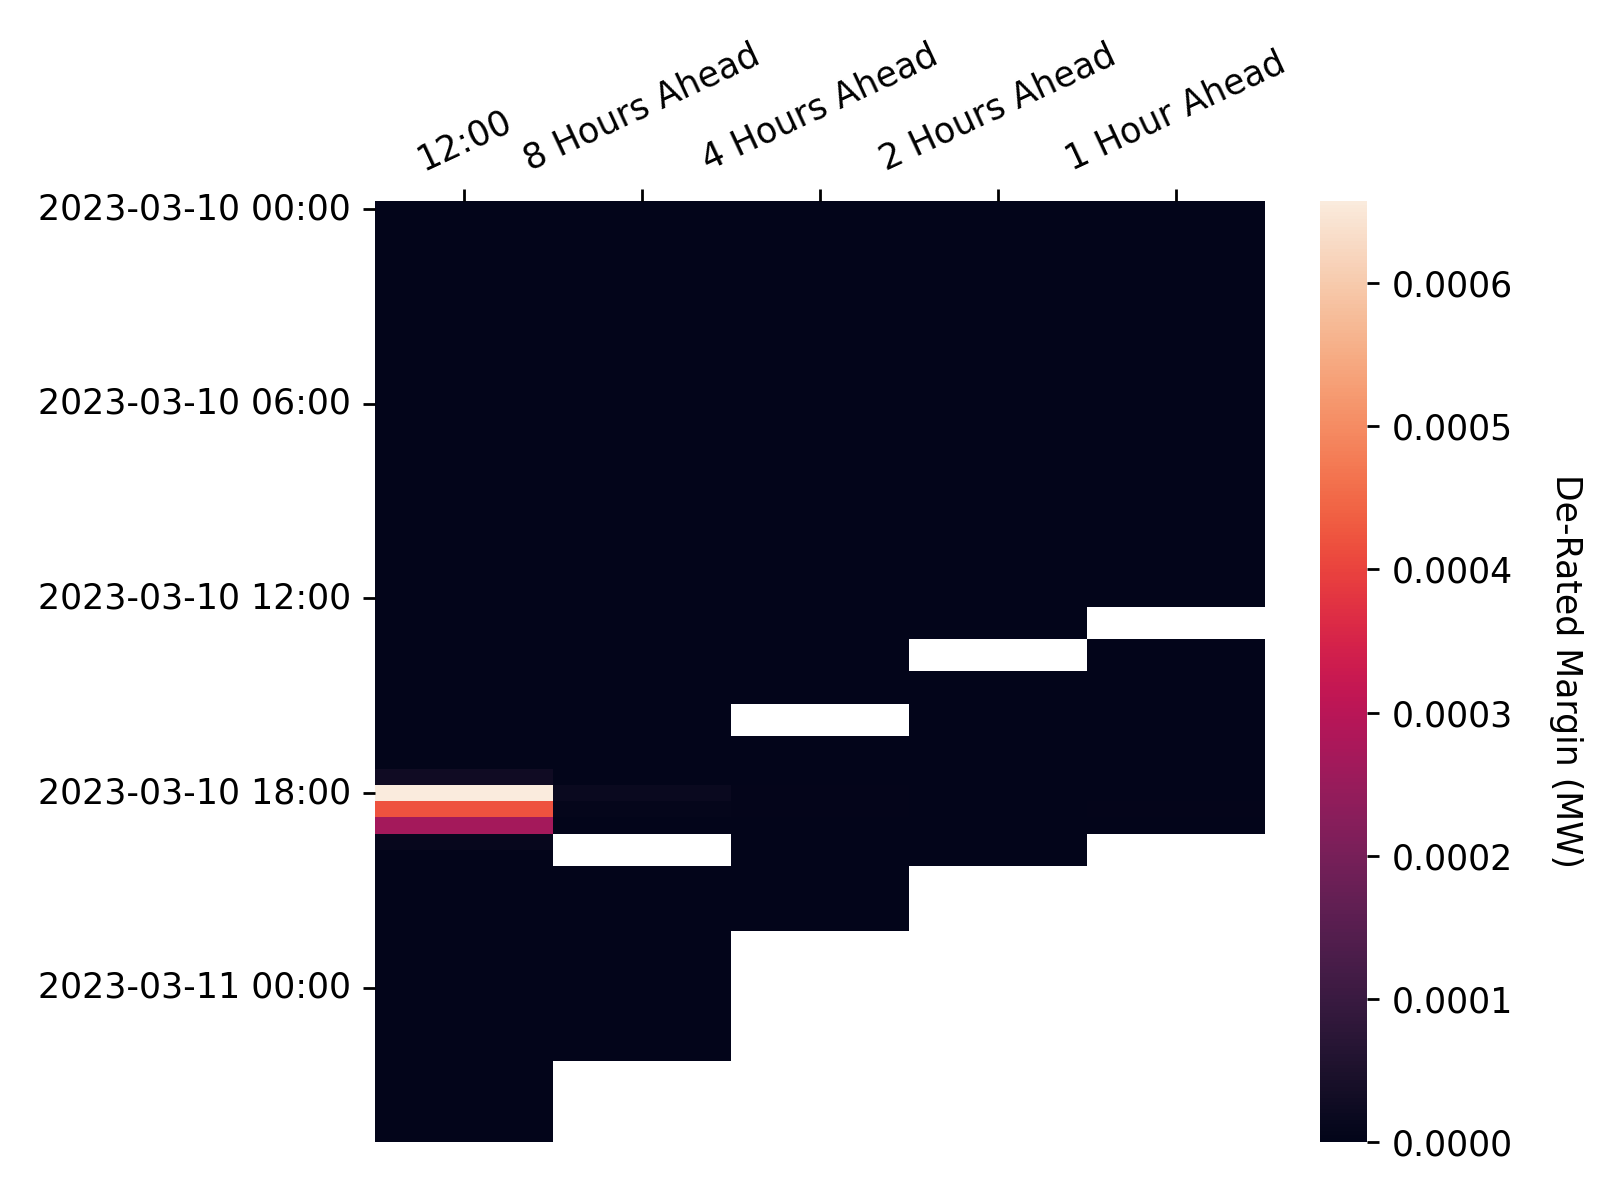 12:00
8 Hours Ahead
4 Hours Ahead
2 Hours Ahead
1 Hour Ahead
2023-03-10 00:00
2023-03-10 06:00
2023-03-10 12:00
2023-03-10 18:00
2023-03-11 00:00
0.0006
0.0005
0.0004
0.0003
0.0002
0.0001
0.0000
De-Rated Margin (MW)